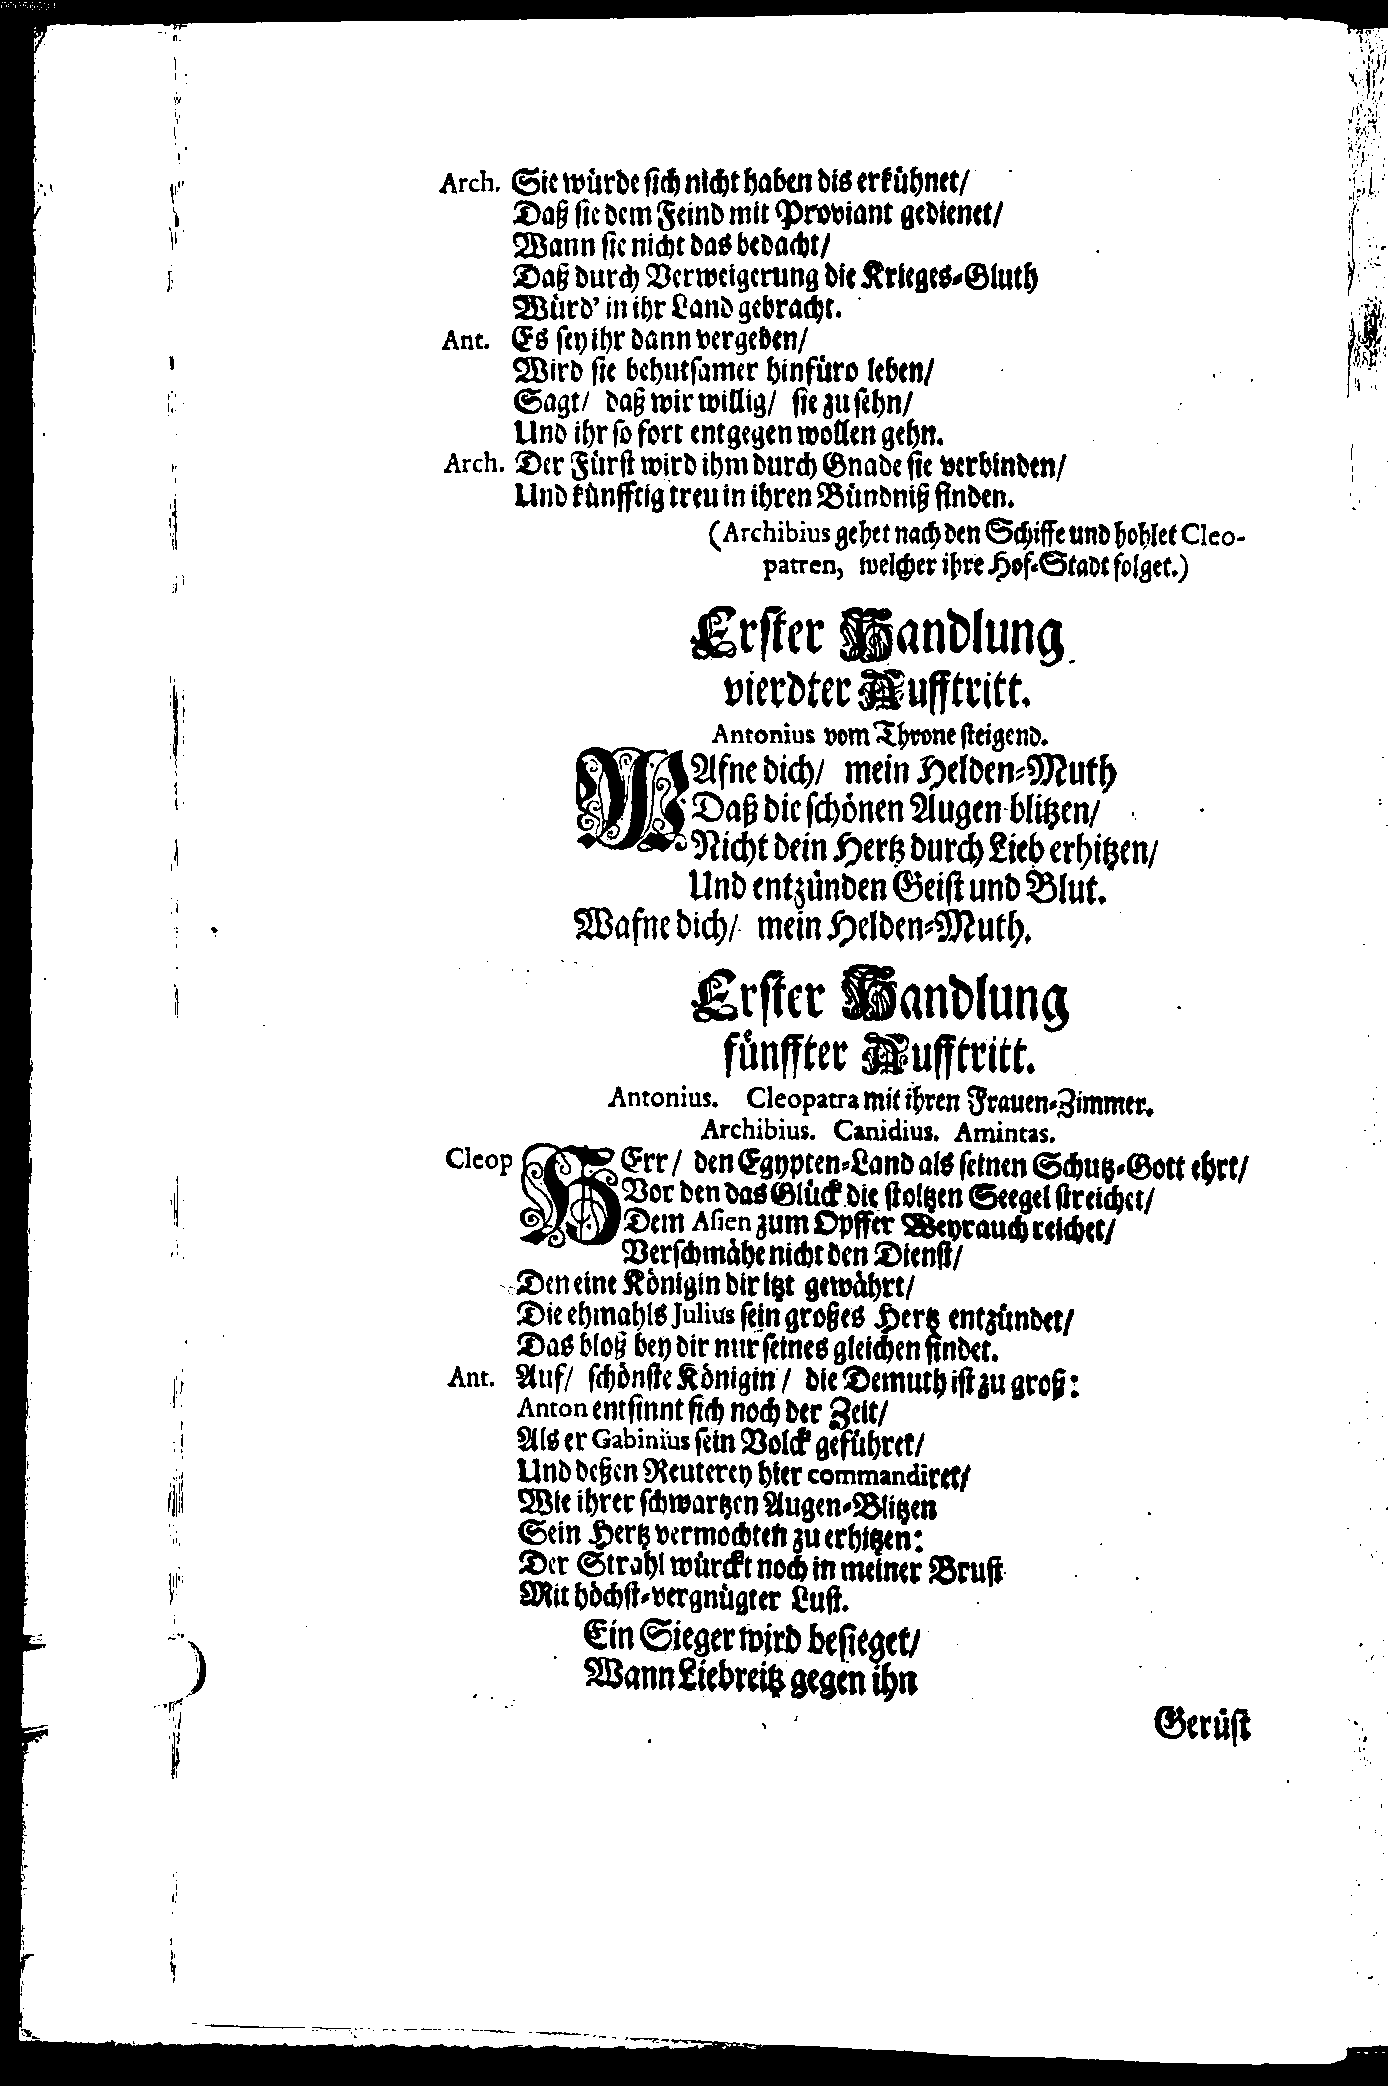 Arch. Sie würde sich nicht haben dis erkühnet/
Daß sie dem Feind mit Proviant gedienet/
Wann sie nicht das bedacht/
Daß durch Verweigerung die Krieges-Gluth
Würd' in ihr Land gebracht.
Ant. Es sey ihr dann vergeben/
Wird sie behutsamer hinfüro leben/
Sagt/ daß wir willig/ sie zu sehn/
Und ihr so fort entgegen wollen gehn.
Arch. Der Fürst wird ihm durch Gnade sie verbinden/
Und künfftig treu in ihren Bündniß finden.
(Archibius gehet nach den Schiffe und hohlet Cleo-
patren, welcher ihre Hof-Stadt folget.)
Erster Handlung
vierdter Aufftritt.
Antonius vom Throne steigend.
WAfne dich/ mein Helden-Muth
Daß die schönen Augen blitzen/
Nicht dein Hertz durch Lieb erhitzen/
Und entzünden Geist und Blut.
Wafne dich/ mein Helden-Muth.
Erster Handlung
fünffter Aufftritt.
Antonius. Cleopatra mit ihren Frauen-Zimmer.
Archibius. Canidius. Amintas.
Cleop HErr/ den Egypten-Land als seinen Schutz-Gott ehrt/
Vor den das Glück die stoltzen Seegel streichet/
Dem Asien zum Opffer Weyrauch reichet/
Verschmähe nicht den Dienst/
Den eine Königin dir itzt gewährt/
Die ehmahls Julius sein großes Hertz entzündet/
Das bloß bey dir nur seines gleichen findet.
Ant. Auf/ schönste Königin/ die Demuth ist zu groß:
Anton entsinnt sich noch der Zeit/
Als er Gabinius sein Volck geführet/
Und deßen Reuterey hier commandiret/
Wie ihrer schwartzen Augen-Blitzen
Sein Hertz vermochten zu erhitzen:
Der Strahl würckt noch in meiner Brust
Mit höchst-vergnügter Lust.
Ein Sieger wird besieget/
Wann Liebreitz gegen ihn
Gerüst